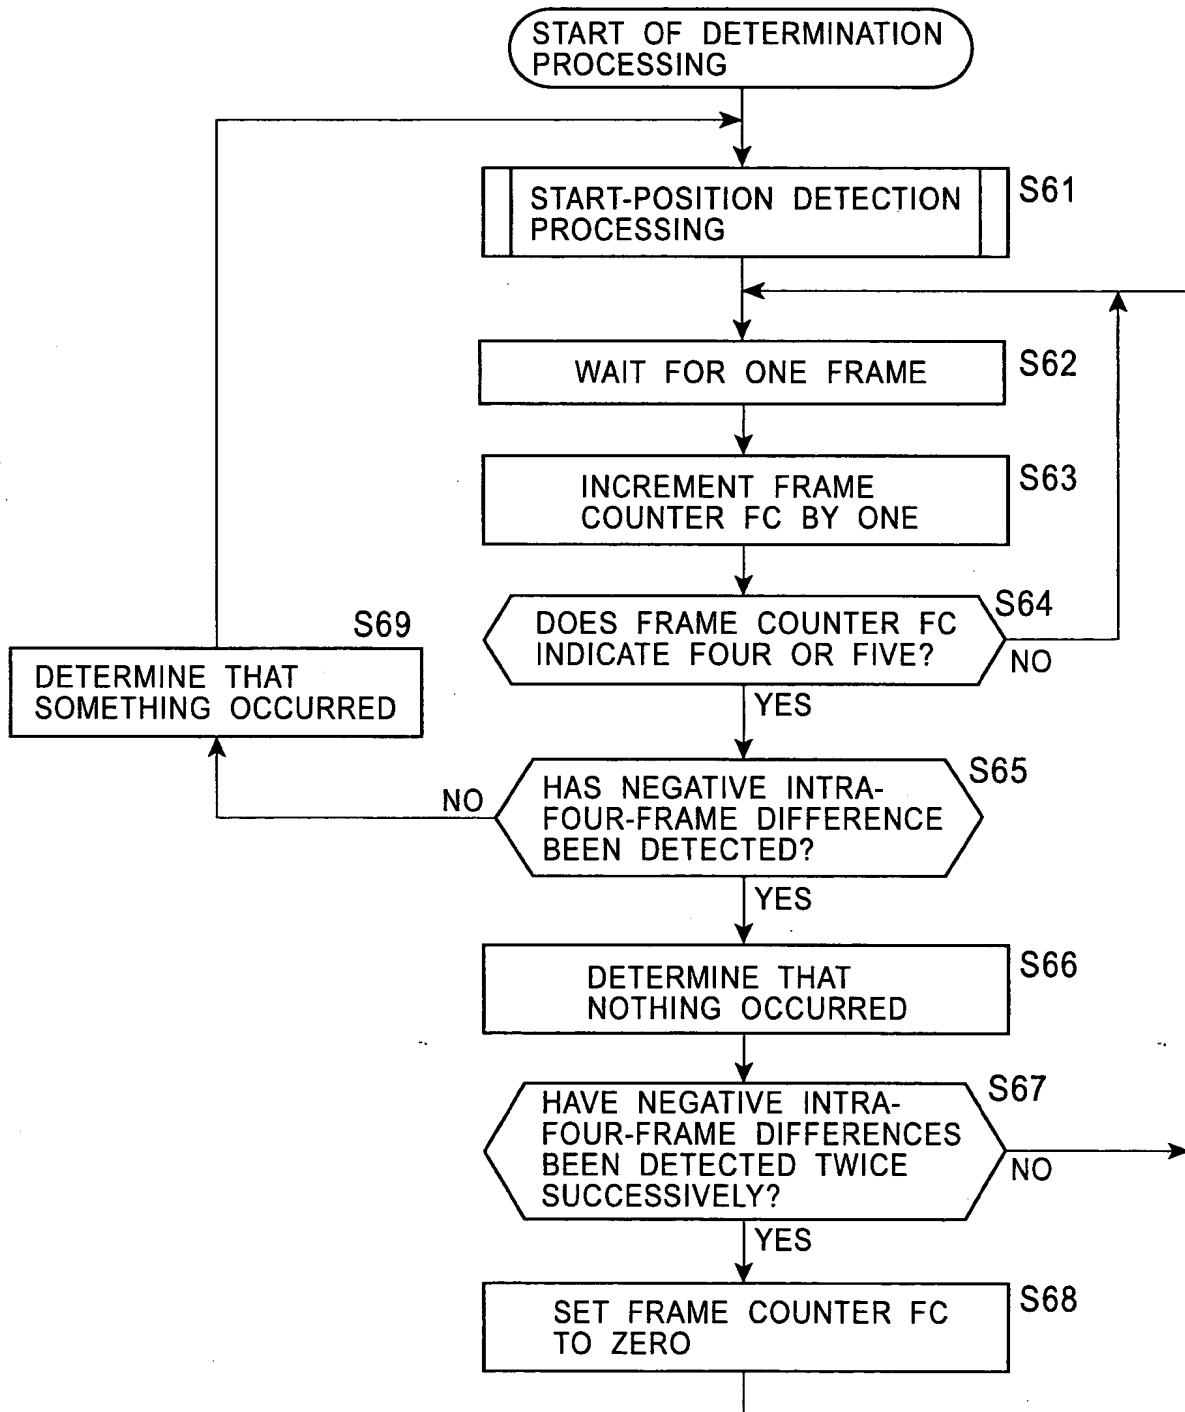 START OF DETERMINATION
PROCESSING
START-POSITION DETECTION
PROCESSING
S61
WAIT FOR ONE FRAME
S62
INCREMENT FRAME
COUNTER FC BY ONE
S63
DOES FRAME COUNTER FC
INDICATE FOUR OR FIVE?
S64
NO
YES
S69
DETERMINE THAT
SOMETHING OCCURRED
HAS NEGATIVE INTRA-
FOUR-FRAME DIFFERENCE
BEEN DETECTED?
S65
NO
YES
DETERMINE THAT
NOTHING OCCURRED
S66
HAVE NEGATIVE INTRA-
FOUR-FRAME DIFFERENCES
BEEN DETECTED TWICE
SUCCESSIVELY?
S67
NO
YES
SET FRAME COUNTER FC
TO ZERO
S68